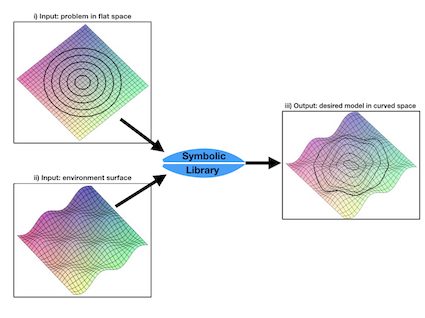 i) Input: problem in flat space
Symbolic
Library
ii) Input: environment surface
iii) Output: desired model in curved space